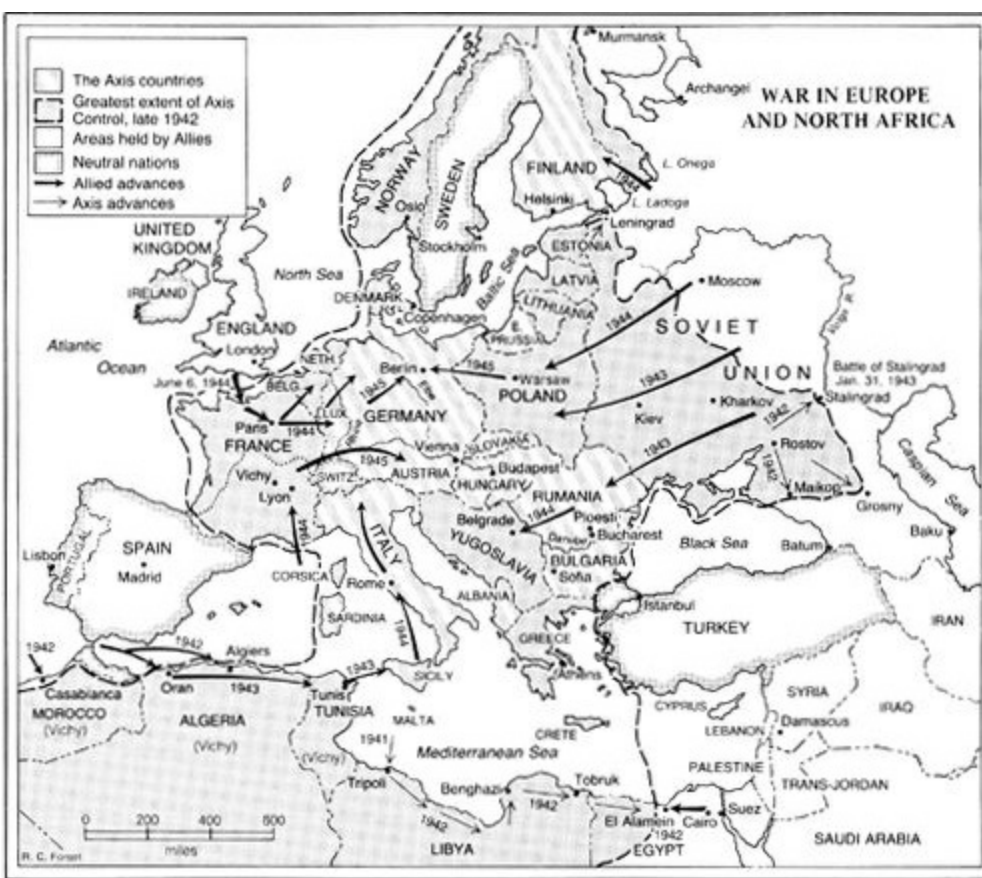 The Axis countries
Greatest extent of Axis
Control, late 1942
Areas held by Allies
Neutral nations
Allied advances
Axis advances
WAR IN EUROPE
AND NORTH AFRICA
Murmansk
Archangel
L. Onega
1944
L. Ladoga
FINLAND
Helsinki
Leningrad
NORWAY
Oslo
SWEDEN
Stockholm
Baltic Sea
ESTONIA
LATVIA
LITHUANIA
E.
PRUSSIA
UNITED
KINGDOM
IRELAND
North Sea
DENMARK
Copenhagen
ENGLAND
London
Atlantic
Ocean
June 6, 1944
NETH.
BELG.
LUX.
Paris
1944
FRANCE
Vichy
Lyon
1944
Berlin
1945
Elbe
GERMANY
Rhine
1945
SWITZ.
1945
Warsaw
POLAND
Moscow
1944
SOVIET
UNION
Volga R.
Battle of Stalingrad
Jan. 31, 1943
Stalingrad
1943
Kiev
Kharkov
1942
Rostov
1943
1942
Maikop
Grosny
Caspian Sea
Baku
Vienna
SLOVAKIA
AUSTRIA
Budapest
HUNGARY
RUMANIA
1944
Ploesti
Bucharest
Danube
Belgrade
YUGOSLAVIA
BULGARIA
Sofia
Black Sea
Batum
Istanbul
TURKEY
IRAN
ITALY
Rome
1944
CORSICA
SARDINIA
SICILY
ALBANIA
GREECE
Athens
Lisbon
PORTUGAL
SPAIN
Madrid
1942
1942
Casablanca
MOROCCO
(Vichy)
Oran
Algiers
1943
ALGERIA
(Vichy)
Tunis
TUNISIA
(Vichy)
1943
MALTA
1941
Mediterranean Sea
CRETE
CYPRUS
SYRIA
LEBANON
Damascus
IRAQ
PALESTINE
TRANS-JORDAN
SAUDI ARABIA
Tripoli
1942
Benghazi
1942
Tobruk
LIBYA
El Alamein
1942
Cairo
Suez
EGYPT
0 200 400 600
miles